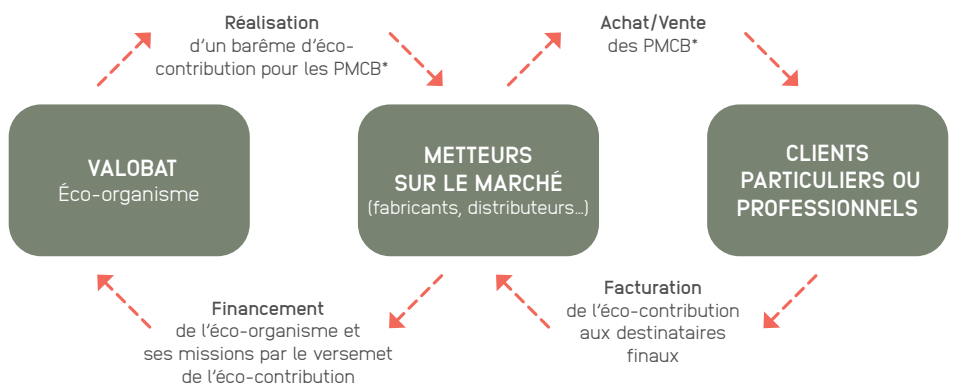 Réalisation
d'un barême d'éco-
contribution pour les PMCB*
Achat/Vente
des PMCB*
VALOBAT
Éco-organisme
METTEURS
SUR LE MARCHÉ
(fabricants, distributeurs...)
CLIENTS
PARTICULIERS OU
PROFESSIONNELS
Financement
de l'éco-organisme et
ses missions par le versemet
de l'éco-contribution
Facturation
de l'éco-contribution
aux destinataires
finaux